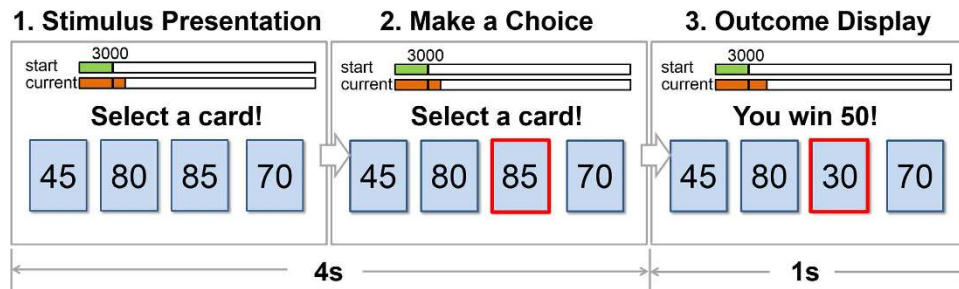 1. Stimulus Presentation
3000
start
current
Select a card!
45 80 85 70
2. Make a Choice
3000
start
current
Select a card!
45 80 85 70
3. Outcome Display
3000
start
current
You win 50!
45 80 30 70
4s
1s